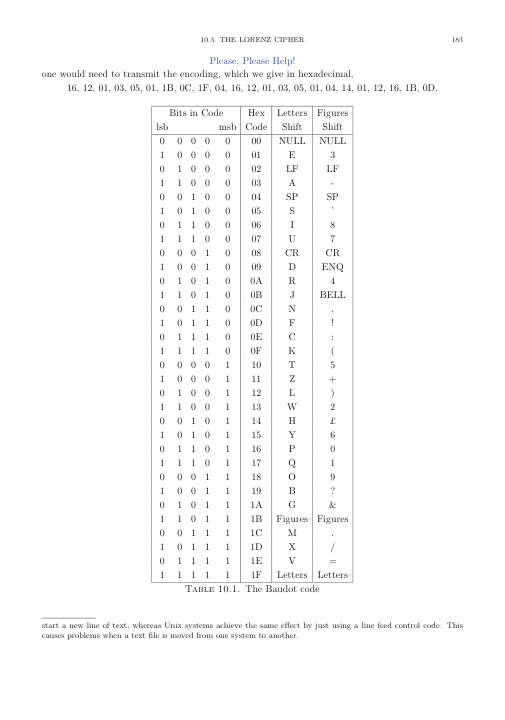 10.3. THE LORENZ CIPHER 183
Please, Please Help!
one would need to transmit the encoding, which we give in hexadecimal,
16, 12, 01, 03, 05, 01, 1B, 0C, 1F, 04, 16, 12, 01, 03, 05, 01, 04, 14, 01, 12, 16, 1B, 0D.
Bits in Code Hex Letters Figures
lsb msb Code Shift Shift
0 0 0 0 0 00 NULL NULL
1 0 0 0 0 01 E 3
0 1 0 0 0 02 LF LF
1 1 0 0 0 03 A -
0 0 1 0 0 04 SP SP
1 0 1 0 0 05 S '
0 1 1 0 0 06 I 8
1 1 1 0 0 07 U 7
0 0 0 1 0 08 CR CR
1 0 0 1 0 09 D ENQ
0 1 0 1 0 0A R 4
1 1 0 1 0 0B J BELL
0 0 1 1 0 0C N ,
1 0 1 1 0 0D F !
0 1 1 1 0 0E C :
1 1 1 1 0 0F K (
0 0 0 0 1 10 T 5
1 0 0 0 1 11 Z +
0 1 0 0 1 12 L )
1 1 0 0 1 13 W 2
0 0 1 0 1 14 H £
1 0 1 0 1 15 Y 6
0 1 1 0 1 16 P 0
1 1 1 0 1 17 Q 1
0 0 0 1 1 18 O 9
1 0 0 1 1 19 B ?
0 1 0 1 1 1A G &
1 1 0 1 1 1B Figures Figures
0 0 1 1 1 1C M .
1 0 1 1 1 1D X /
0 1 1 1 1 1E V =
1 1 1 1 1 1F Letters Letters
TABLE 10.1. The Baudot code
start a new line of text, whereas Unix systems achieve the same effect by just using a line feed control code. This
causes problems when a text file is moved from one system to another.